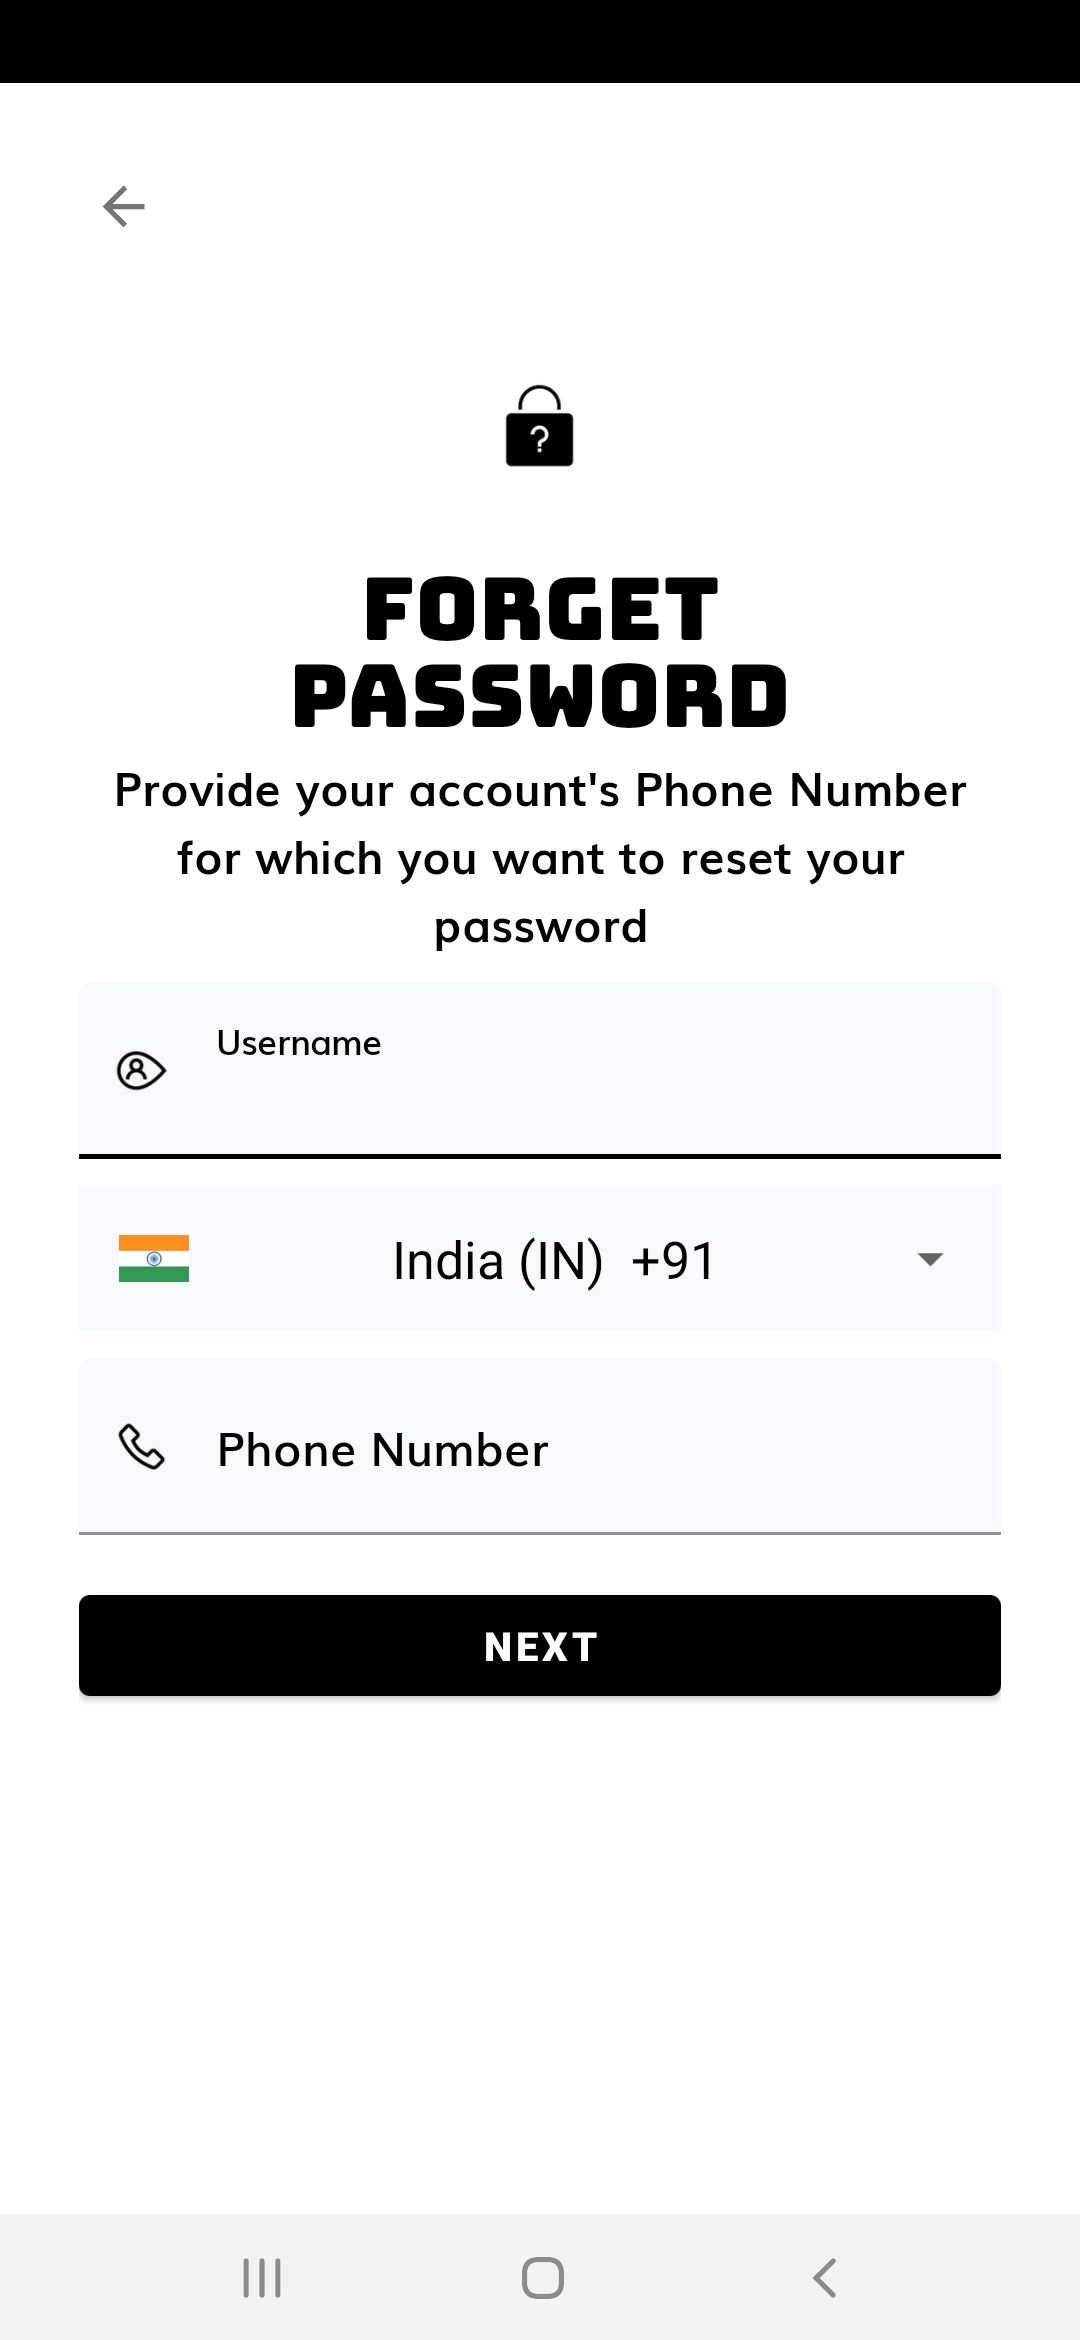 ?
FORGET
PASSWORD
Provide your account's Phone Number
for which you want to reset your
password
Username
India (IN) +91
Phone Number
NEXT